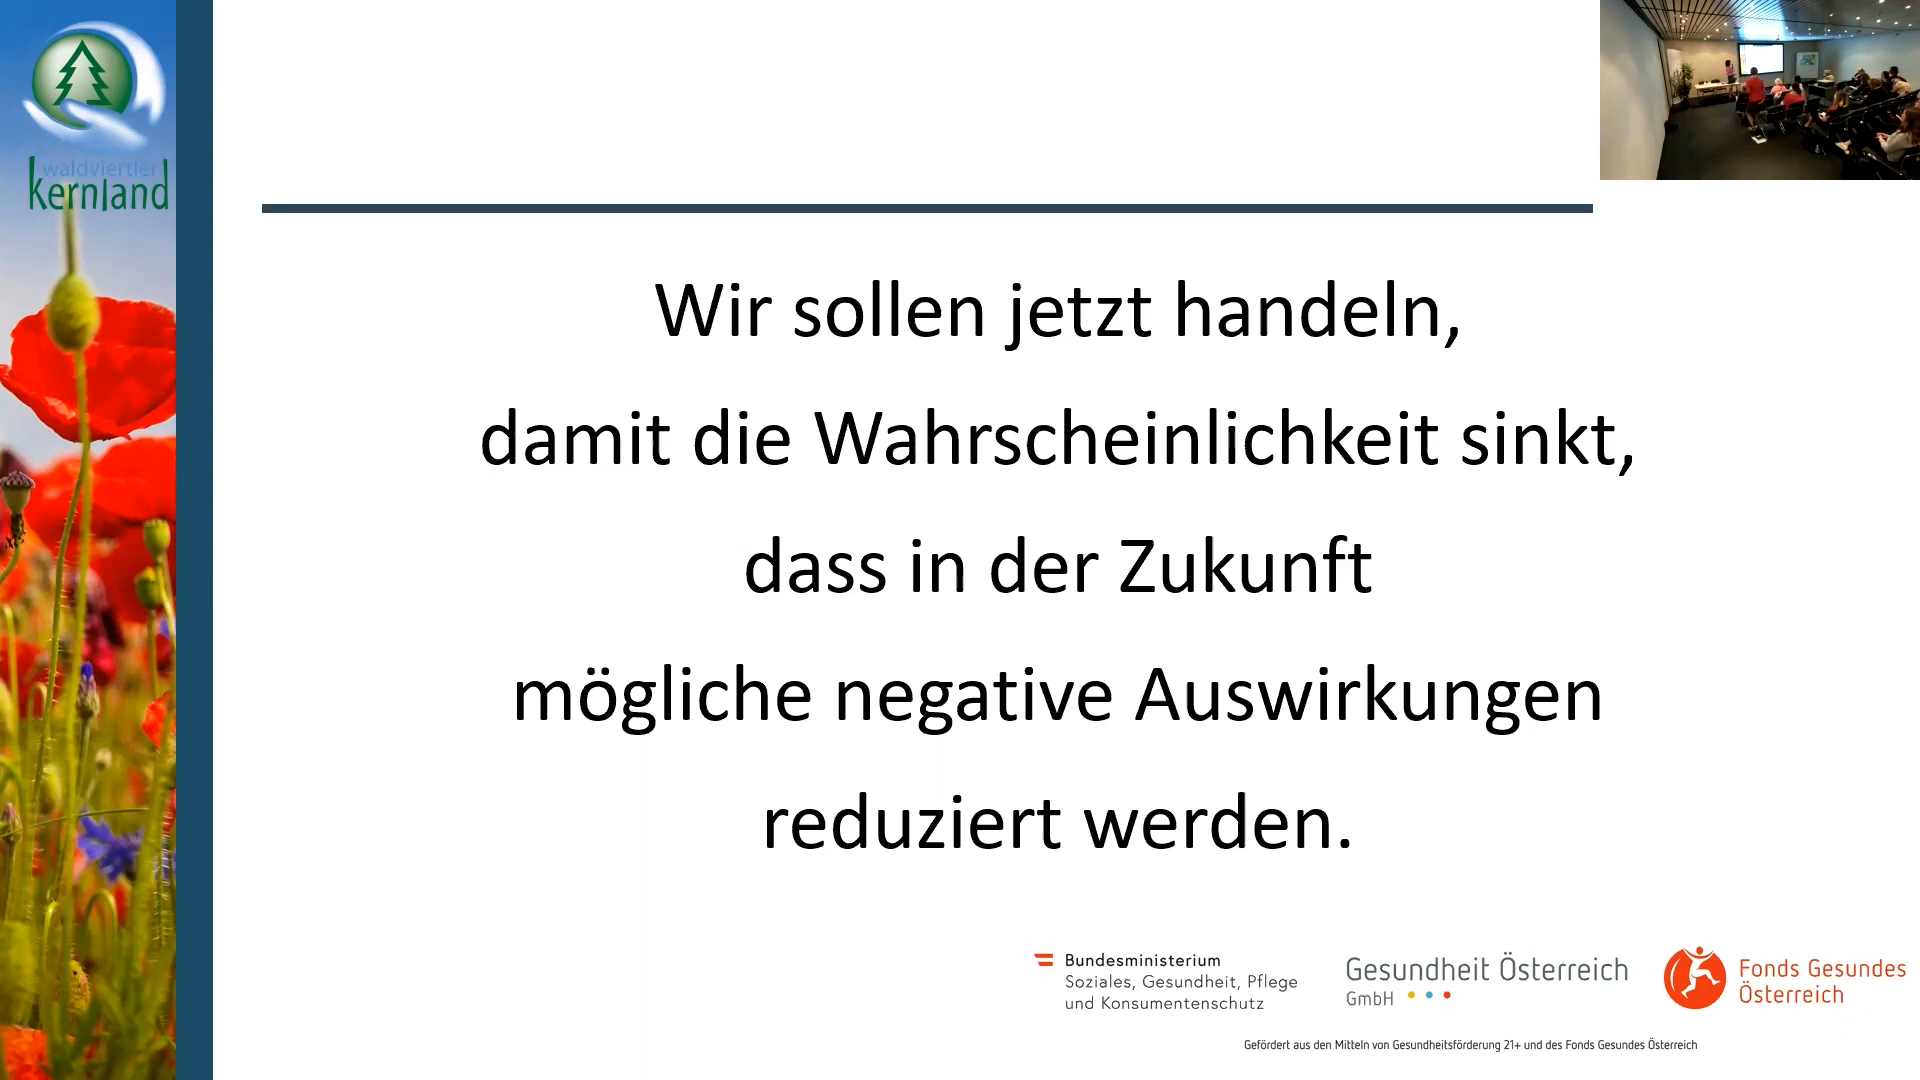 waldviertler
kernland
Wir sollen jetzt handeln,
damit die Wahrscheinlichkeit sinkt,
dass in der Zukunft
mögliche negative Auswirkungen
reduziert werden.
Bundesministerium
Soziales, Gesundheit, Pflege
und Konsumentenschutz
Gesundheit Österreich
GmbH
Fonds Gesundes
Österreich
Gefördert aus den Mitteln von Gesundheitsförderung 21+ und des Fonds Gesundes Österreich